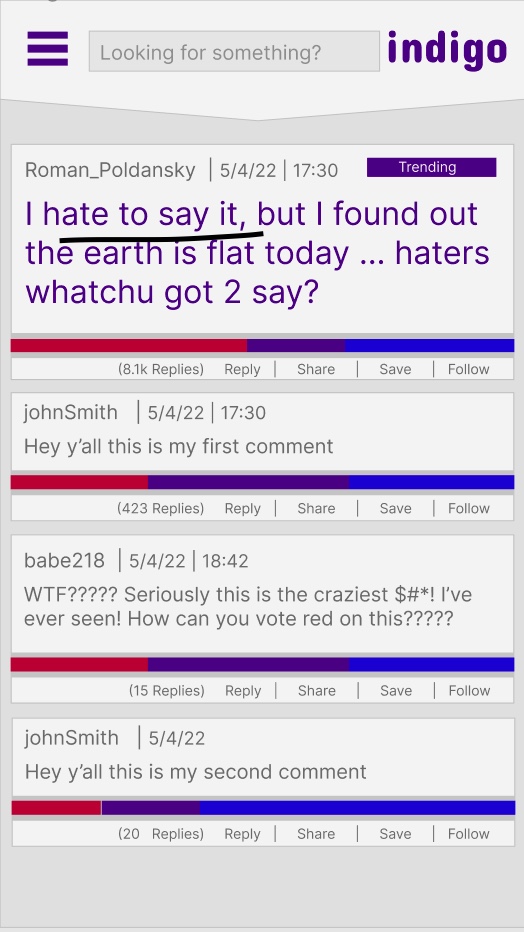 Looking for something?
indigo
Roman_Poldansky | 5/4/22 | 17:30
Trending
I hate to say it, but I found out
the earth is flat today ... haters
whatchu got 2 say?
(8.1k Replies) Reply | Share | Save | Follow
johnSmith | 5/4/22 | 17:30
Hey y’all this is my first comment
(423 Replies) Reply | Share | Save | Follow
babe218 | 5/4/22 | 18:42
WTF????? Seriously this is the craziest $#*! I’ve
ever seen! How can you vote red on this?????
(15 Replies) Reply | Share | Save | Follow
johnSmith | 5/4/22
Hey y’all this is my second comment
(20 Replies) Reply | Share | Save | Follow